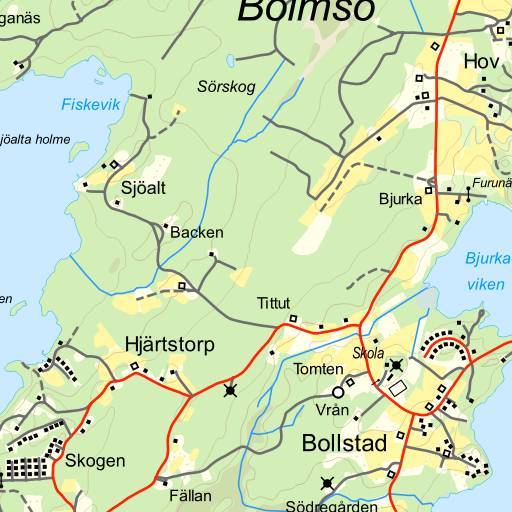 Bolmsö
ganäs
Hov
Sörskog
Fiskevik
jöalta holme
Sjöalt
Furunä
Bjurka
Backen
Bjurka-
viken
en
Tittut
Hjärtstorp
Skola
Tomten
Vrån
Bollstad
Skogen
Fällan
Södregården